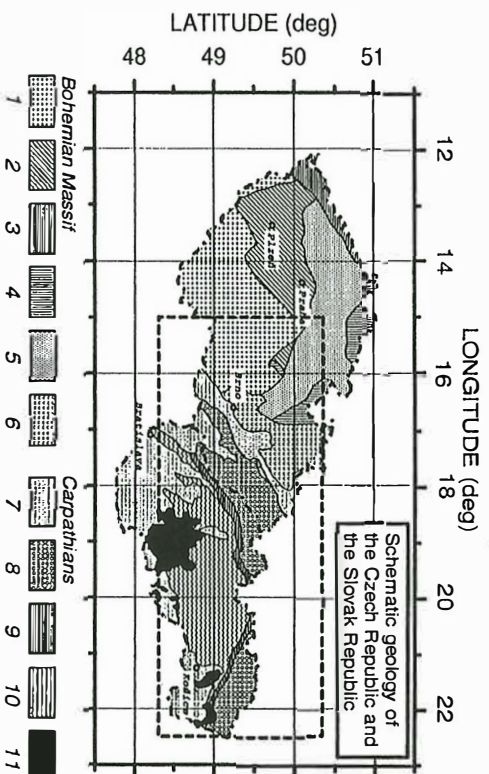 LONGITUDE (deg)
12 14 16 18 20 22
LATITUDE (deg)
51
50
49
48
Schematic geology of
the Czech Republic and
the Slovak Republic
Plzeň
Praha
Brno
Bratislava
Bohemian Massif
Carpathians
1 2 3 4 5 6 7 8 9 10 11